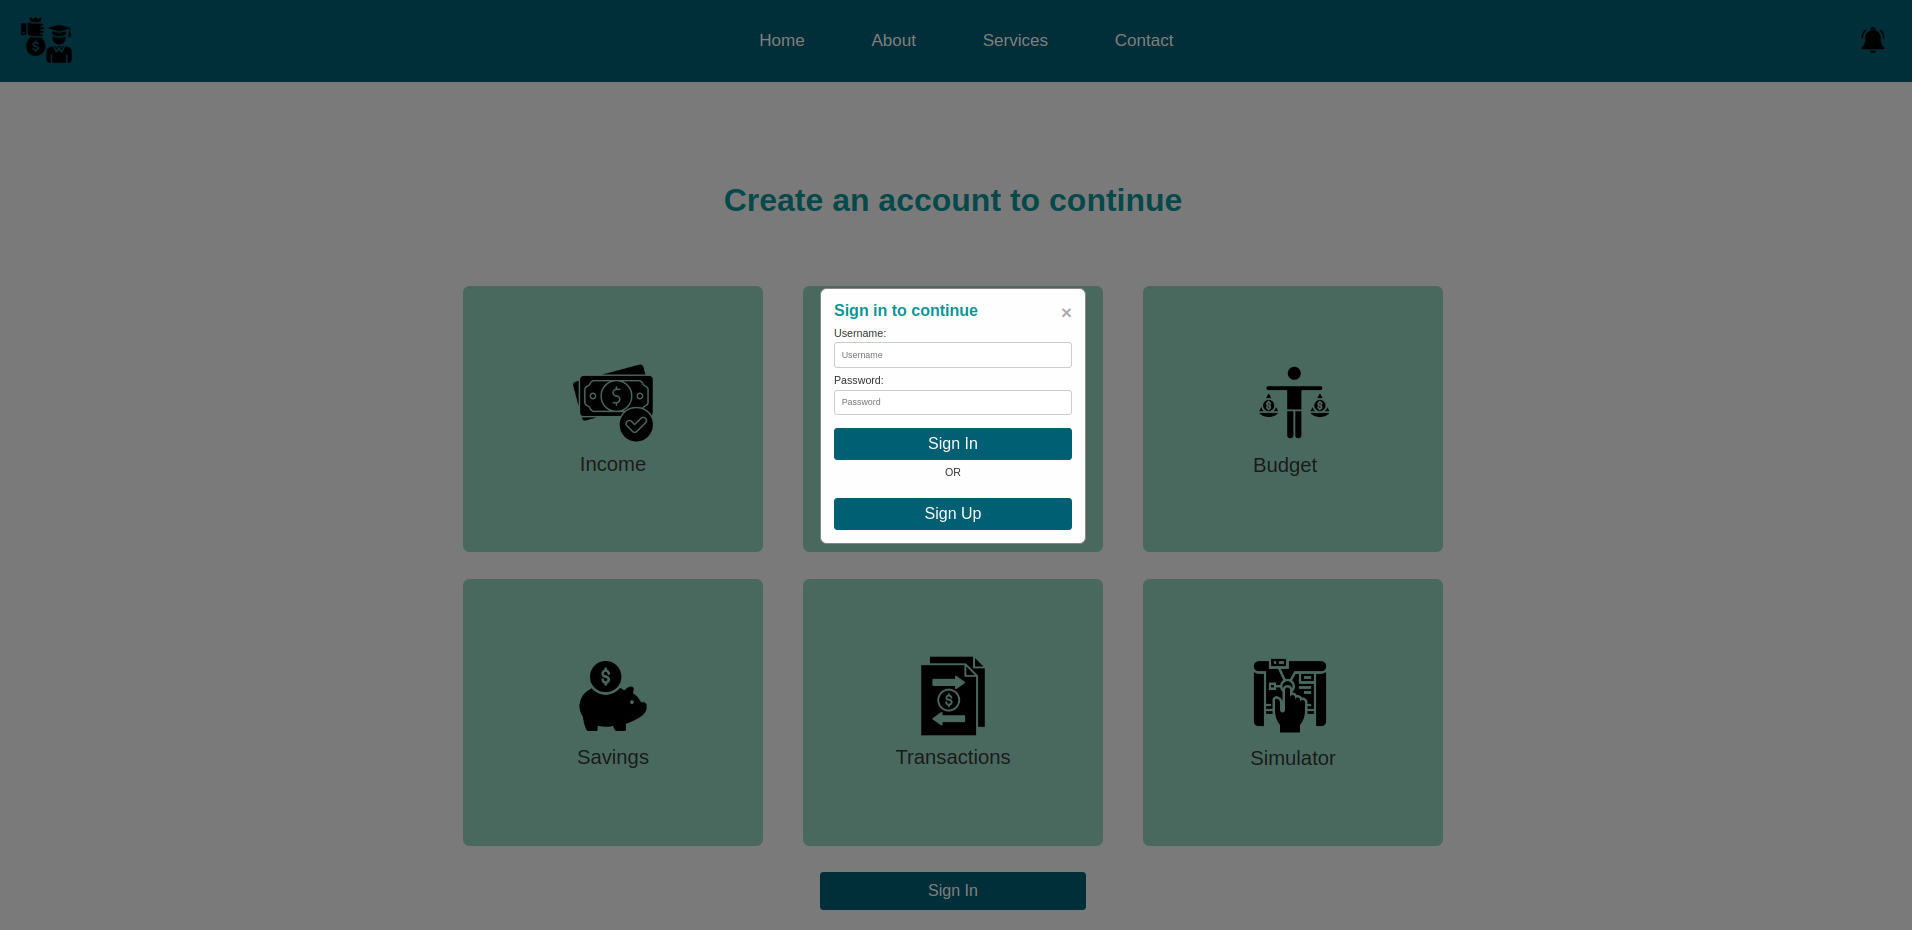 Home
About
Services
Contact
Create an account to continue
Sign in to continue
×
Username:
Username
Password:
Password
Sign In
OR
Sign Up
Income
Budget
Savings
Transactions
Simulator
Sign In